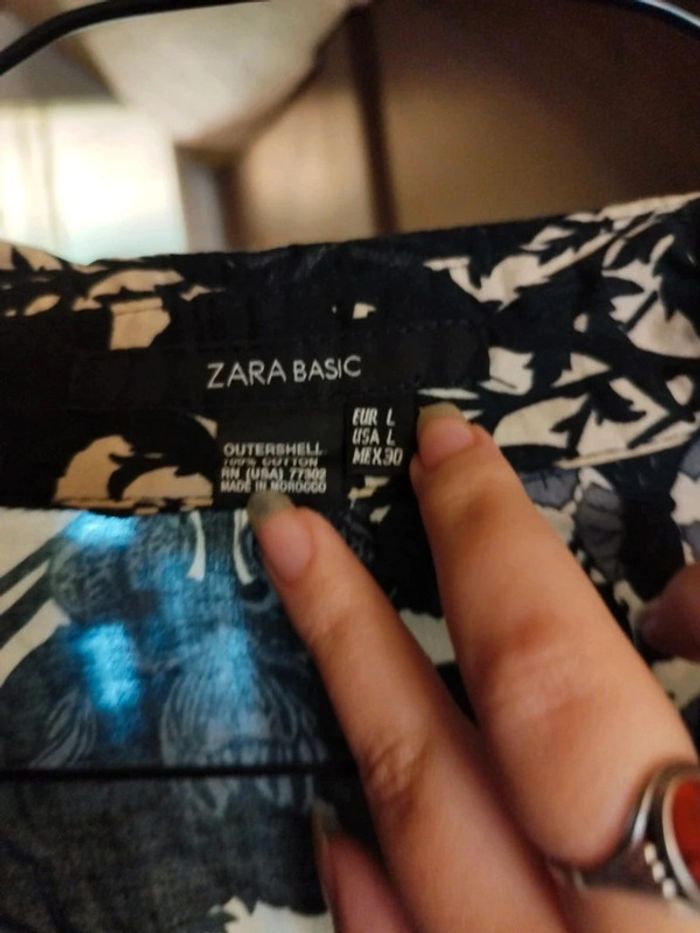 ZARA BASIC
OUTERSHELL
100% COTTON
RN (USA) 77302
MADE IN MOROCCO
EUR L
USA L
MEX 30